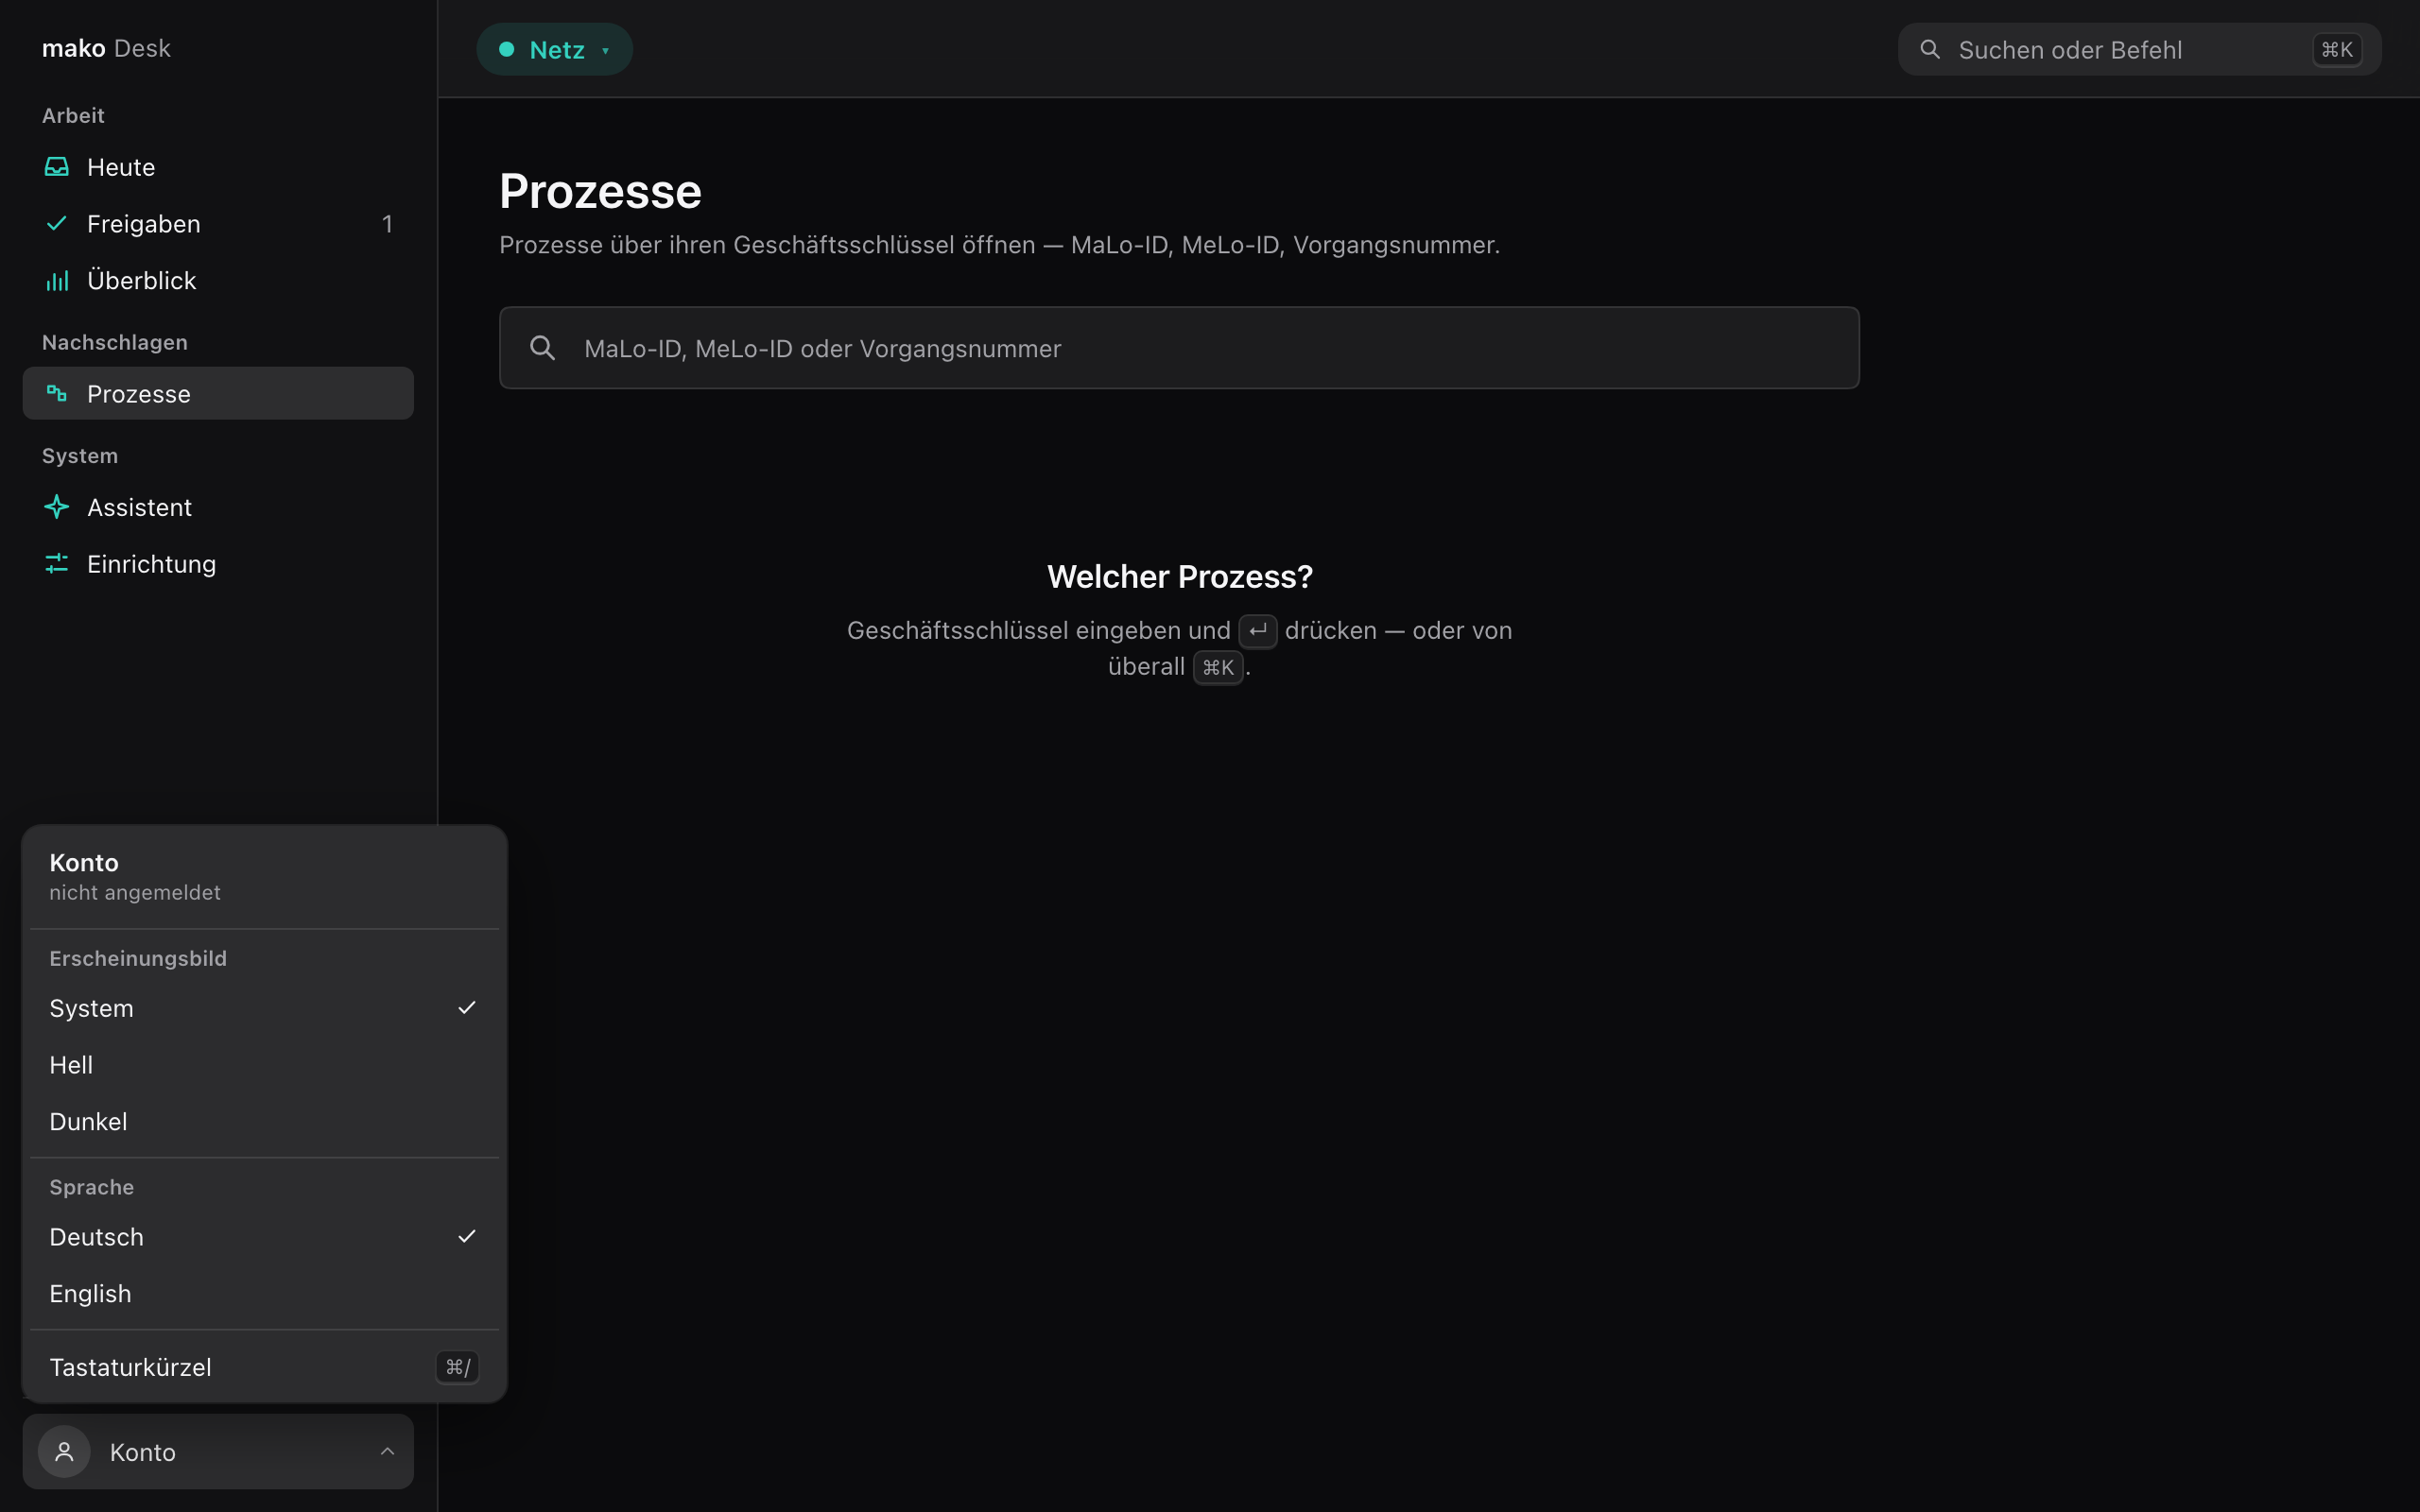 mako Desk
Arbeit
Heute
Freigaben 1
Überblick
Nachschlagen
Prozesse
System
Assistent
Einrichtung
Netz
Suchen oder Befehl ⌘K
Prozesse
Prozesse über ihren Geschäftsschlüssel öffnen — MaLo-ID, MeLo-ID, Vorgangsnummer.
MaLo-ID, MeLo-ID oder Vorgangsnummer
Welcher Prozess?
Geschäftsschlüssel eingeben und ↵ drücken — oder von
überall ⌘K.
Konto
nicht angemeldet
Erscheinungsbild
System
Hell
Dunkel
Sprache
Deutsch
English
Tastaturkürzel ⌘/
Konto